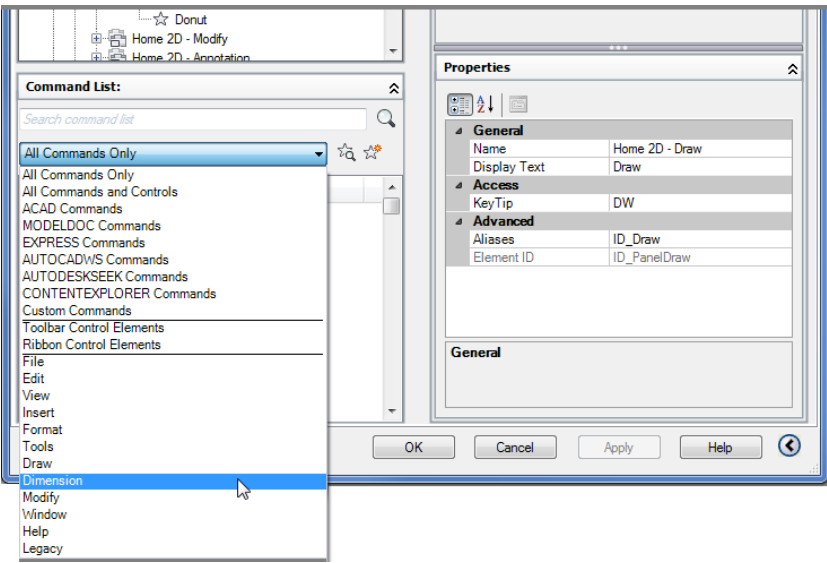 Donut
Home 2D - Modify
Home 2D - Annotation
Command List:
Search command list
All Commands Only
All Commands Only
All Commands and Controls
ACAD Commands
MODELDOC Commands
EXPRESS Commands
AUTOCADWS Commands
AUTODESKSEEK Commands
CONTENTEXPLORER Commands
Custom Commands
Toolbar Control Elements
Ribbon Control Elements
File
Edit
View
Insert
Format
Tools
Draw
Dimension
Modify
Window
Help
Legacy
Properties
General
Name Home 2D - Draw
Display Text Draw
Access
KeyTip DW
Advanced
Aliases ID_Draw
Element ID ID_PanelDraw
General
OK Cancel Apply Help